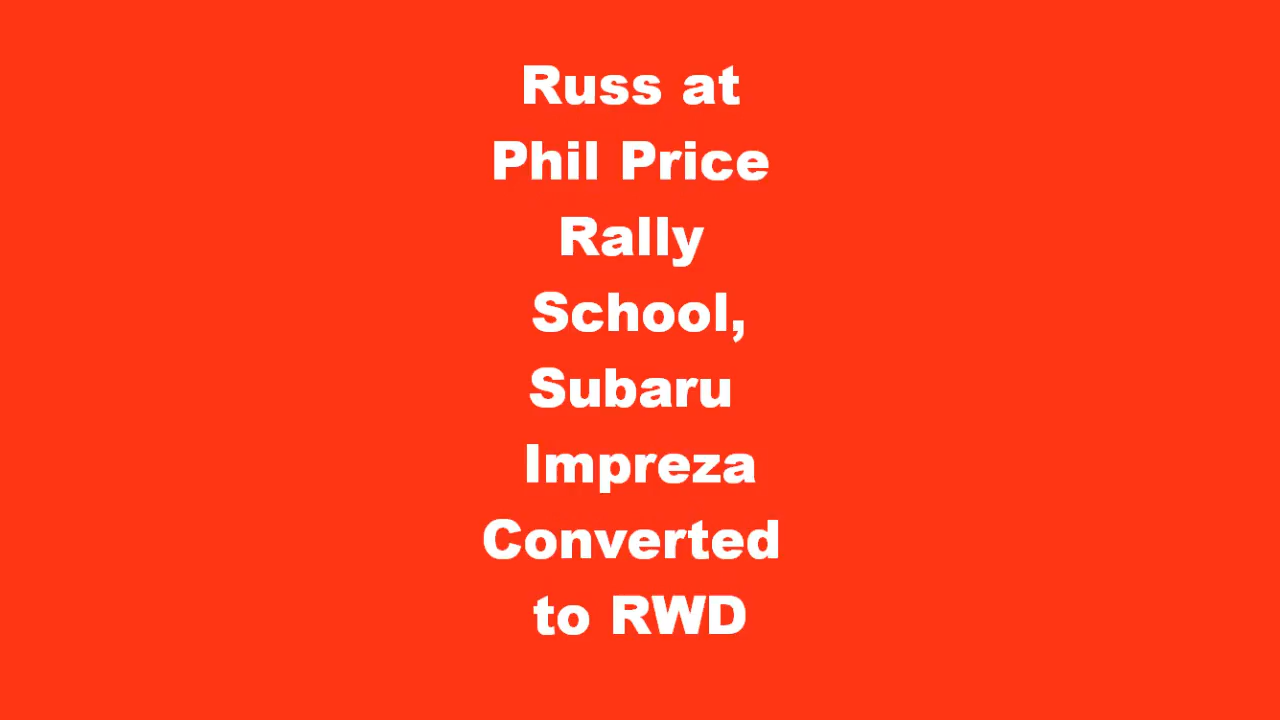 Russ at
Phil Price
Rally
School,
Subaru
Impreza
Converted
to RWD